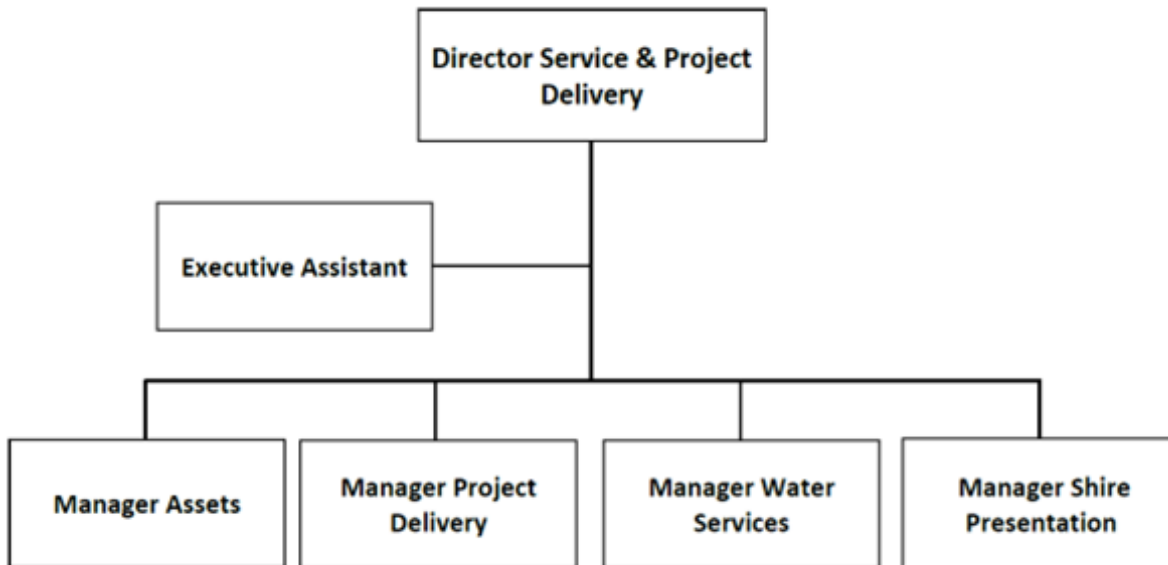 Director Service & Project
Delivery
Executive Assistant
Manager Assets
Manager Project
Delivery
Manager Water
Services
Manager Shire
Presentation